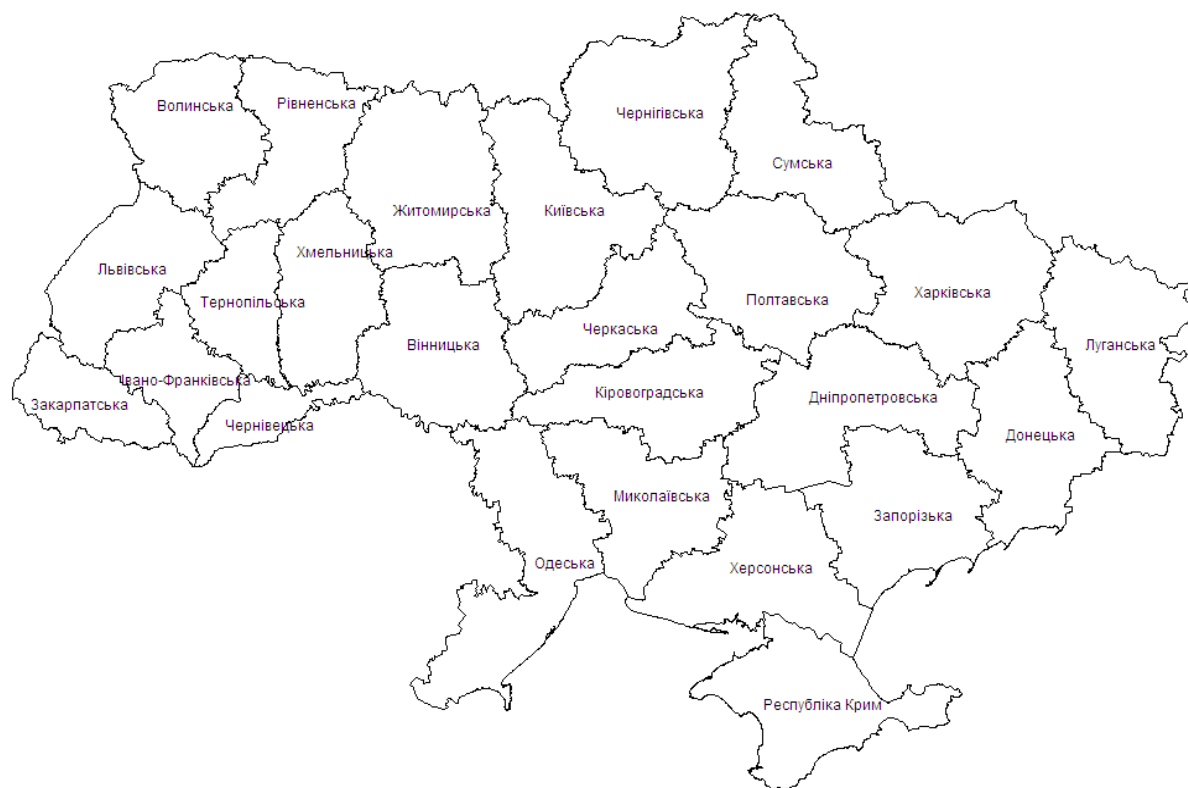 Волинська
Рівненська
Чернігівська
Сумська
Житомирська
Київська
Хмельницька
Львівська
Тернопільська
Полтавська
Харківська
Черкаська
Вінницька
Луганська
Івано-Франківська
Кіровоградська
Дніпропетровська
Закарпатська
Чернівецька
Донецька
Миколаївська
Запорізька
Одеська
Херсонська
Республіка Крим